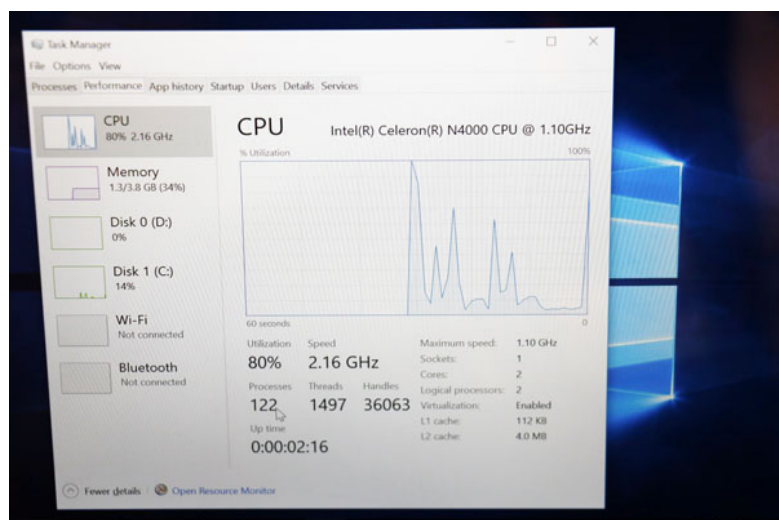 Task Manager
File Options View
Processes Performance App history Startup Users Details Services
CPU
80% 2.16 GHz
Memory
1.3/3.8 GB (34%)
Disk 0 (D:)
0%
Disk 1 (C:)
14%
Wi-Fi
Not connected
Bluetooth
Not connected
CPU
Intel(R) Celeron(R) N4000 CPU @ 1.10GHz
% Utilization 100%
60 seconds 0
Utilization Speed
80% 2.16 GHz
Processes Threads Handles
122 1497 36063
Up time
0:00:02:16
Maximum speed: 1.10 GHz
Sockets: 1
Cores: 2
Logical processors: 2
Virtualization: Enabled
L1 cache: 112 KB
L2 cache: 4.0 MB
Fewer details Open Resource Monitor